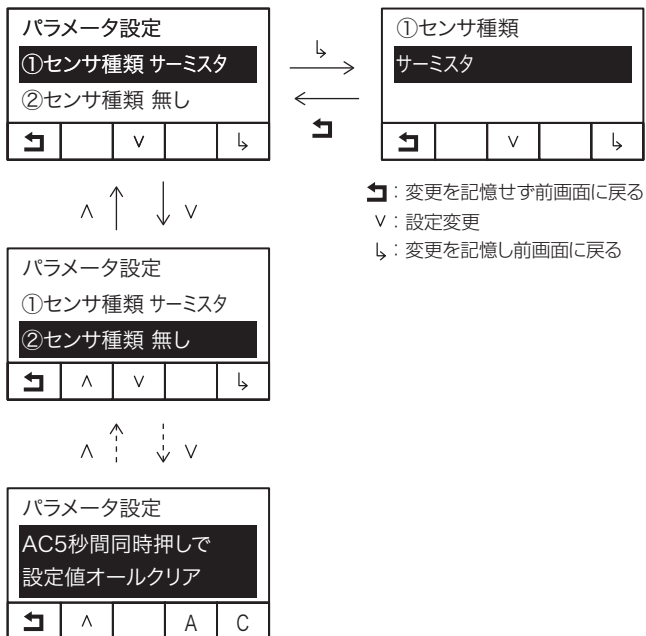 パラメータ設定
①センサ種類 サーミスタ
②センサ種類 無し
⮌ ∨ ↳
↳
⮌
①センサ種類
サーミスタ
⮌ ∨ ↳
⮌：変更を記憶せず前画面に戻る
∨：設定変更
↳：変更を記憶し前画面に戻る
∧ ∨
パラメータ設定
①センサ種類 サーミスタ
②センサ種類 無し
⮌ ∧ ∨ ↳
∧ ∨
パラメータ設定
AC5秒間同時押しで
設定値オールクリア
⮌ ∧ A C